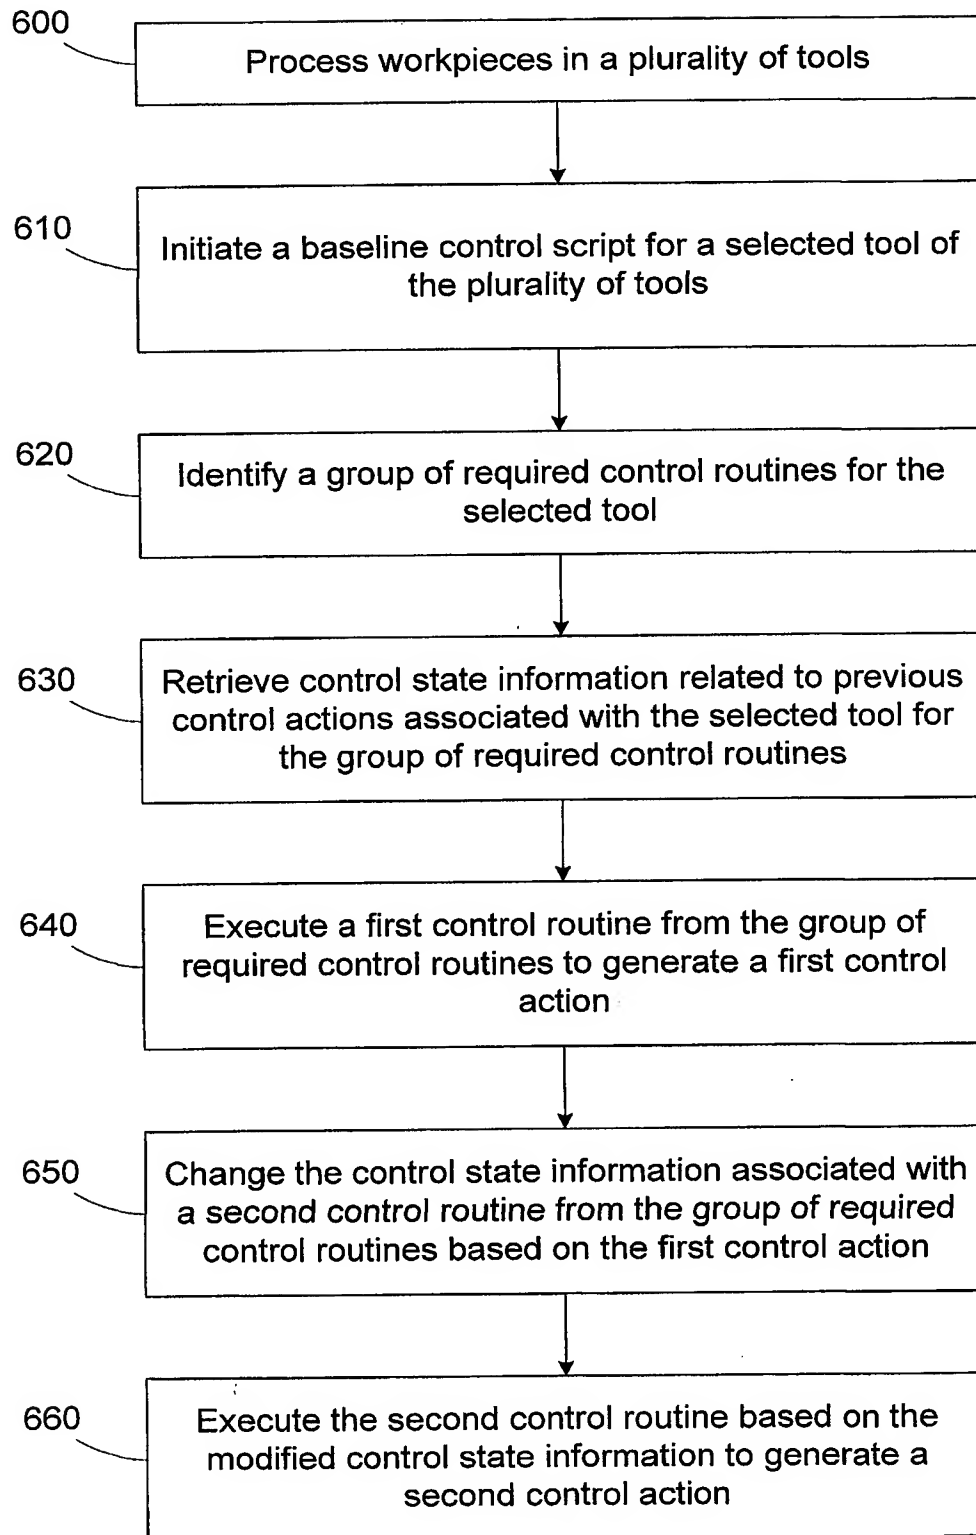 600
Process workpieces in a plurality of tools
610
Initiate a baseline control script for a selected tool of
the plurality of tools
620
Identify a group of required control routines for the
selected tool
630
Retrieve control state information related to previous
control actions associated with the selected tool for
the group of required control routines
640
Execute a first control routine from the group of
required control routines to generate a first control
action
650
Change the control state information associated with
a second control routine from the group of required
control routines based on the first control action
660
Execute the second control routine based on the
modified control state information to generate a
second control action